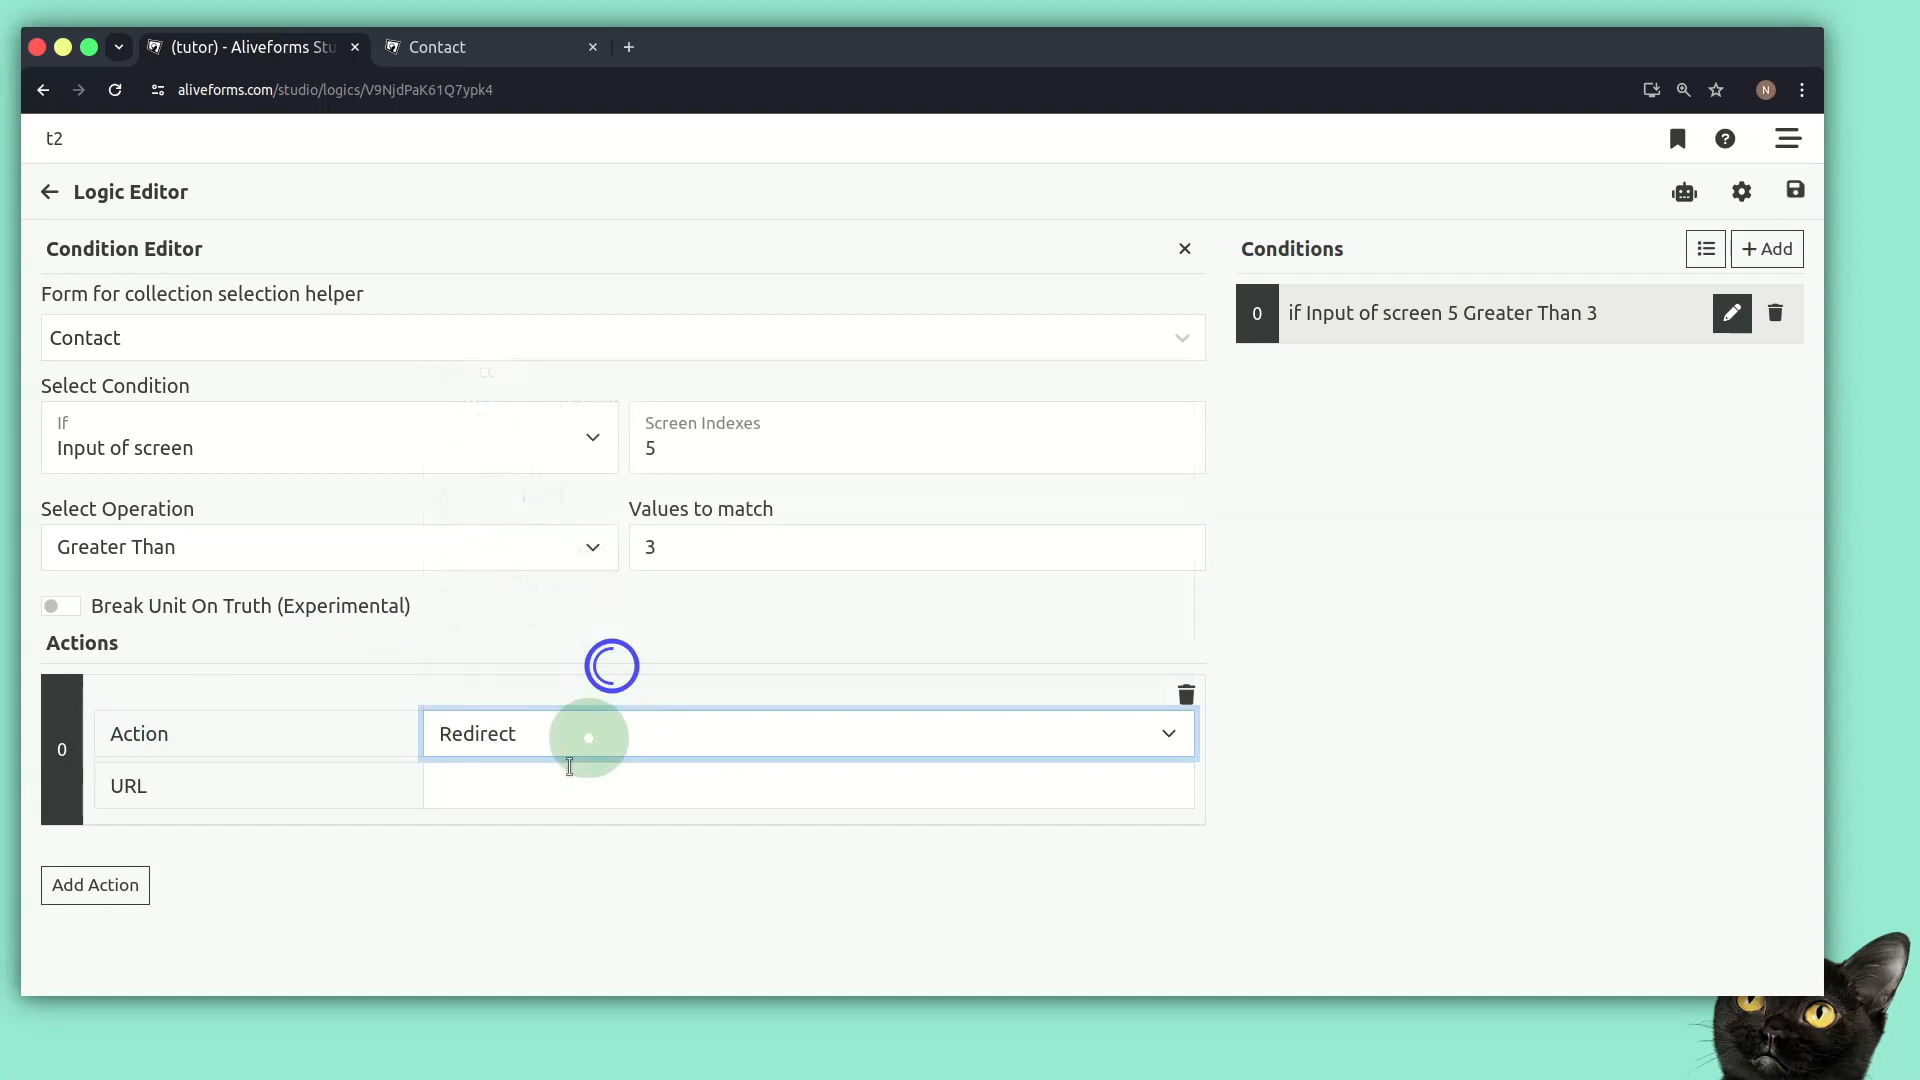 (tutor) - Aliveforms Stu
Contact
aliveforms.com/studio/logics/V9NjdPaK61Q7ypk4
N
t2
Logic Editor
Condition Editor
Form for collection selection helper
Contact
Select Condition
If
Input of screen
Screen Indexes
5
Select Operation
Greater Than
Values to match
3
Break Unit On Truth (Experimental)
Actions
0
Action
Redirect
URL
Add Action
Conditions
+ Add
0
if Input of screen 5 Greater Than 3